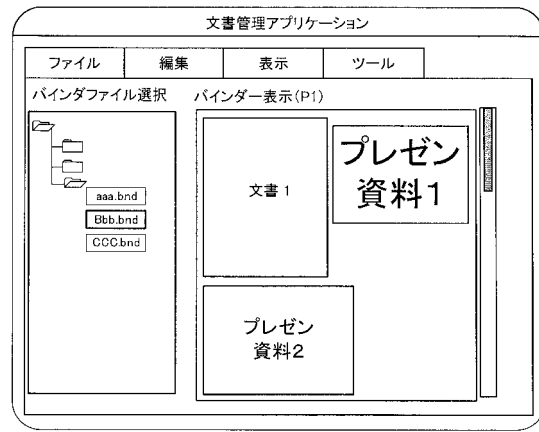 文書管理アプリケーション
ファイル 編集 表示 ツール
バインダファイル選択 バインダー表示(P1)
aaa.bnd
Bbb.bnd
CCC.bnd
文書 1
プレゼン
資料1
プレゼン
資料2